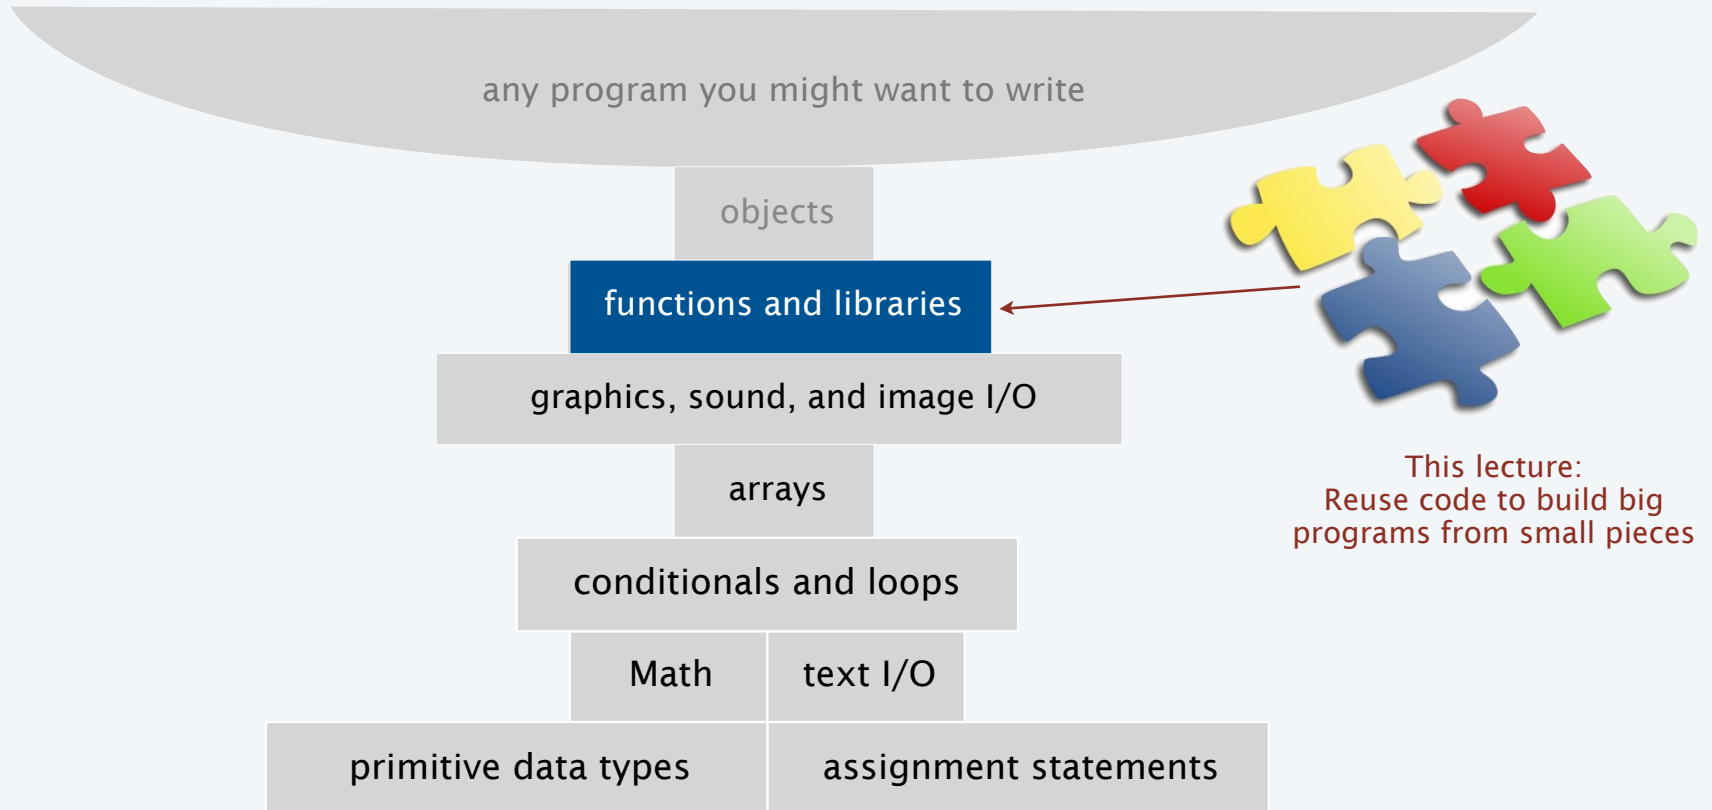 any program you might want to write
objects
functions and libraries
graphics, sound, and image I/O
arrays
conditionals and loops
Math
text I/O
primitive data types
assignment statements
This lecture:
Reuse code to build big
programs from small pieces